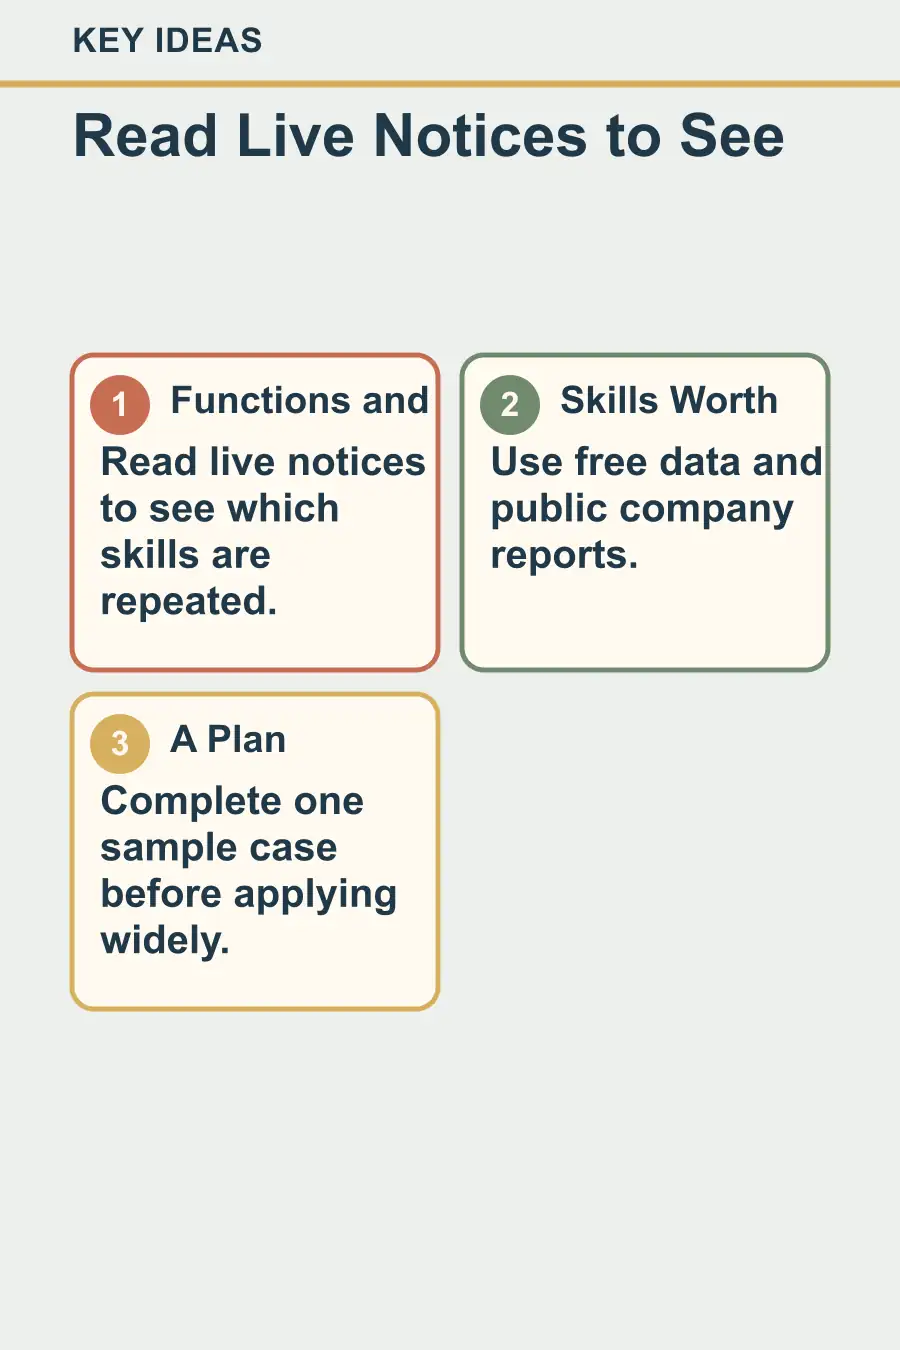 KEY IDEAS
Read Live Notices to See
1 Functions and
Read live notices
to see which
skills are
repeated.
2 Skills Worth
Use free data and
public company
reports.
3 A Plan
Complete one
sample case
before applying
widely.